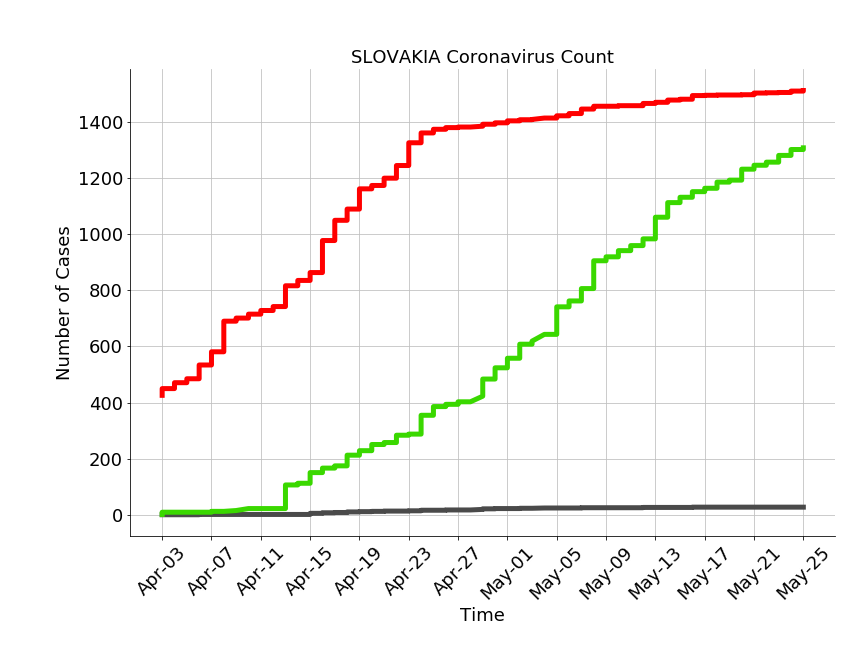 SLOVAKIA Coronavirus Count
Number of Cases
1400
1200
1000
800
600
400
200
0
Apr-03
Apr-07
Apr-11
Apr-15
Apr-19
Apr-23
Apr-27
May-01
May-05
May-09
May-13
May-17
May-21
May-25
Time